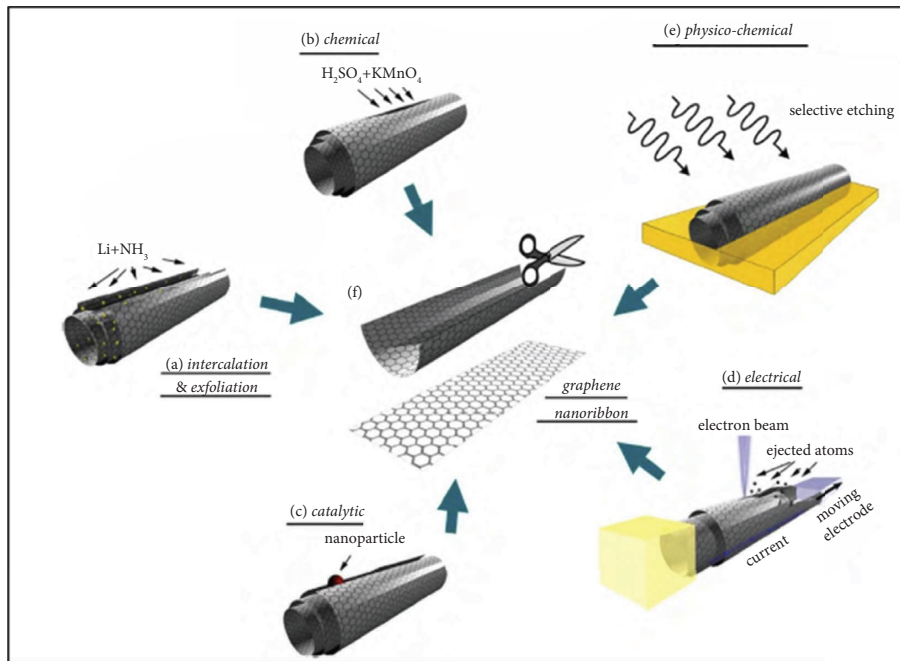 (b) chemical
H₂SO₄+KMnO₄
(e) physico-chemical
selective etching
Li+NH₃
(a) intercalation
& exfoliation
(f)
graphene
nanoribbon
(d) electrical
electron beam
ejected atoms
moving
electrode
current
(c) catalytic
nanoparticle